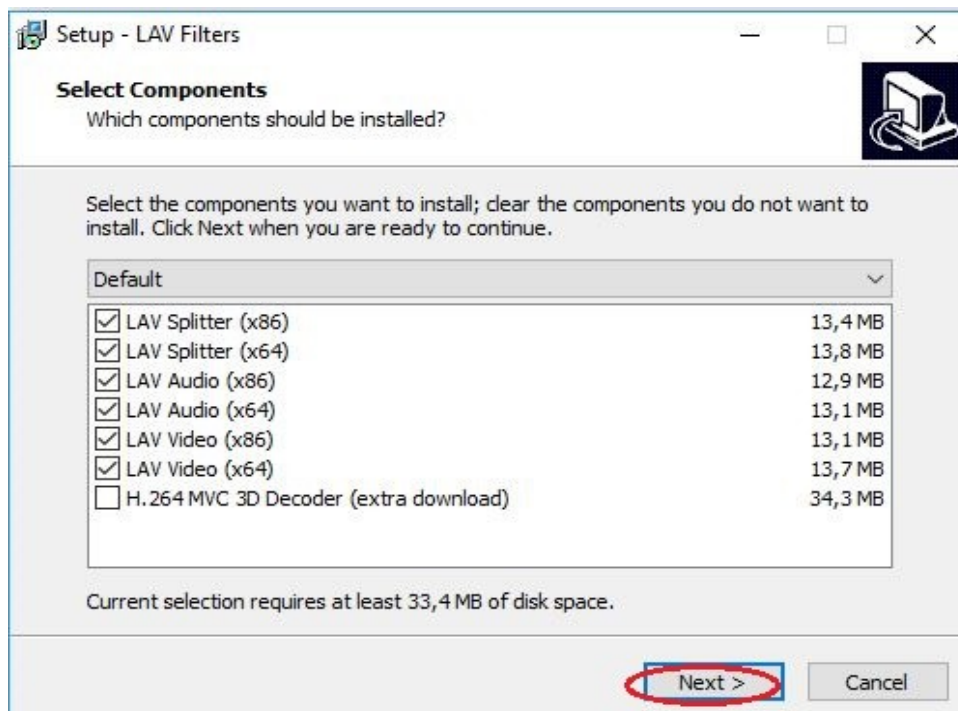 Setup - LAV Filters
Select Components
Which components should be installed?
Select the components you want to install; clear the components you do not want to
install. Click Next when you are ready to continue.
Default
LAV Splitter (x86) 13,4 MB
LAV Splitter (x64) 13,8 MB
LAV Audio (x86) 12,9 MB
LAV Audio (x64) 13,1 MB
LAV Video (x86) 13,1 MB
LAV Video (x64) 13,7 MB
H.264 MVC 3D Decoder (extra download) 34,3 MB
Current selection requires at least 33,4 MB of disk space.
Next > Cancel